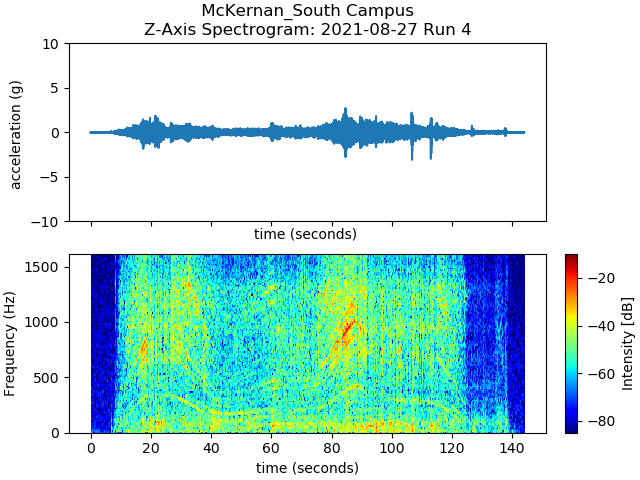 McKernan_South Campus
Z-Axis Spectrogram: 2021-08-27 Run 4
10
5
0
−5
−10
acceleration (g)
time (seconds)
1500
1000
500
0
Frequency (Hz)
0 20 40 60 80 100 120 140
time (seconds)
−20
−40
−60
−80
Intensity [dB]